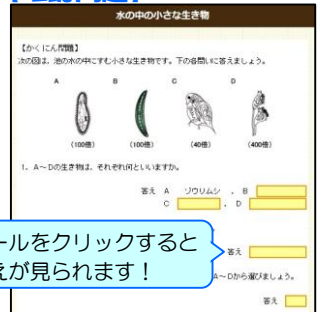 水の中の小さな生き物
【かくにん問題】
次の図は、池の水の中にすむ小さな生き物です。下の各問いに答えましょう。
A B C D
(100倍) (100倍) (40倍) (400倍)
1、A～Dの生き物は、それぞれ何といいますか。
答え A ゾウリムシ , B
C , D
ールをクリックすると
えが見られます！
答え
A～Dから選びましょう。
答え